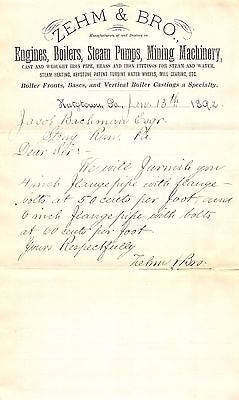 ZEHM & BRO.,
Manufacturers of and Dealers in
Engines, Boilers, Steam Pumps, Mining Machinery,
CAST AND WROUGHT IRON PIPE, BRASS AND IRON FITTINGS FOR STEAM AND WATER,
STEAM HEATING, KEYSTONE PATENT TURBINE WATER WHEELS, MILL GEARING, ETC.
Boiler Fronts, Bases, and Vertical Boiler Castings a Specialty.
Kutztown, Pa., 13th 1892
Jacob Bachman Esqr
Stony Run, Pa
Dear Sir:
We will furnish you
4 inch flange pipe with flange
bolts at 50 cents per foot, and
6 inch flange pipe with bolts
at 60 cents per foot
Yours Respectfully
Zehm & Bro.